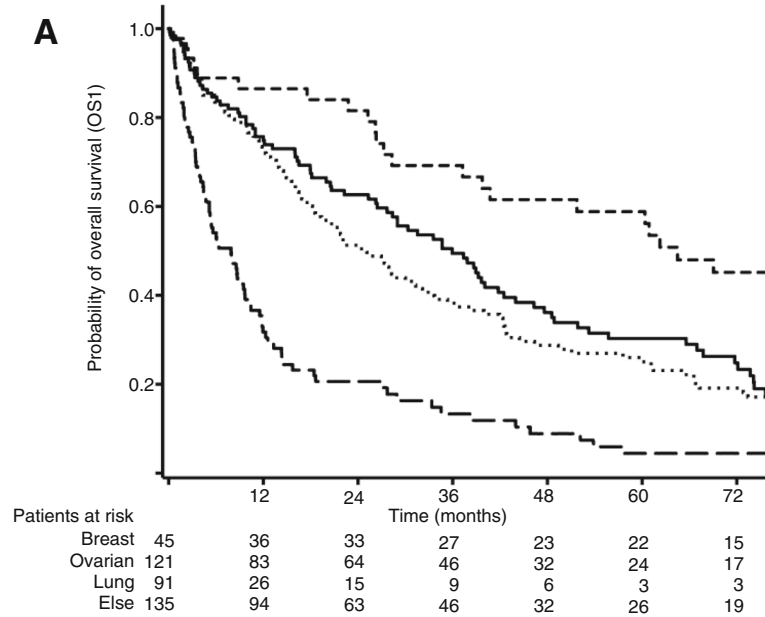 A
Probability of overall survival (OS1)
1.0
0.8
0.6
0.4
0.2
12 24 36 48 60 72
Patients at risk Time (months)
Breast 45 36 33 27 23 22 15
Ovarian 121 83 64 46 32 24 17
Lung 91 26 15 9 6 3 3
Else 135 94 63 46 32 26 19